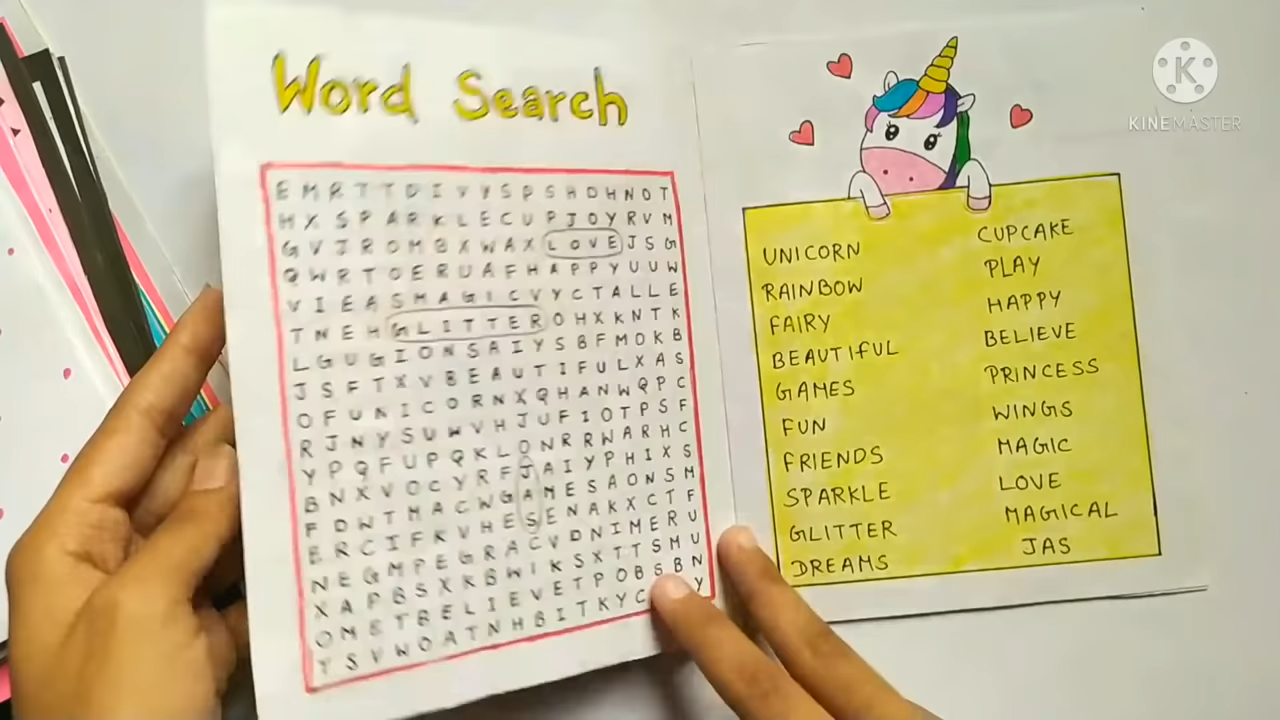 Word Search
E M R T T D I V Y S P S H O H N O T
H X S P A R K L E C U P J O Y R V M
G V J R O M B X W A X L O V E J S G
Q W R T O E R U A F H A P P Y U U W
V I E A S M A G I C V Y C T A L L E
T N E H G L I T T E R O H X K N T K
L G U G I O N S A I Y S B F M O K B
J S F T X V B E A U T I F U L X A S
O F U N I C O R N X Q H A N W Q P C
R J N Y S U W V H J U F I O T P S F
Y P Q F U P Q K L O N R R W A R H C
B N X V O C Y R F J A I Y P H I X S
F D W T M A C W G A M E S A O N S M
E R C I F K V H E S E N A K X C T F
N E G M P E G R A C V D N I M E R U
X A P B S X K B W I K S X T T S M U
O M E T B E L I E V E T P O B S B N
Y S V W O A T N H B I T K Y C Y
UNICORN
RAINBOW
FAIRY
BEAUTIFUL
GAMES
FUN
FRIENDS
SPARKLE
GLITTER
DREAMS
CUPCAKE
PLAY
HAPPY
BELIEVE
PRINCESS
WINGS
MAGIC
LOVE
MAGICAL
JAS
K
KINEMASTER